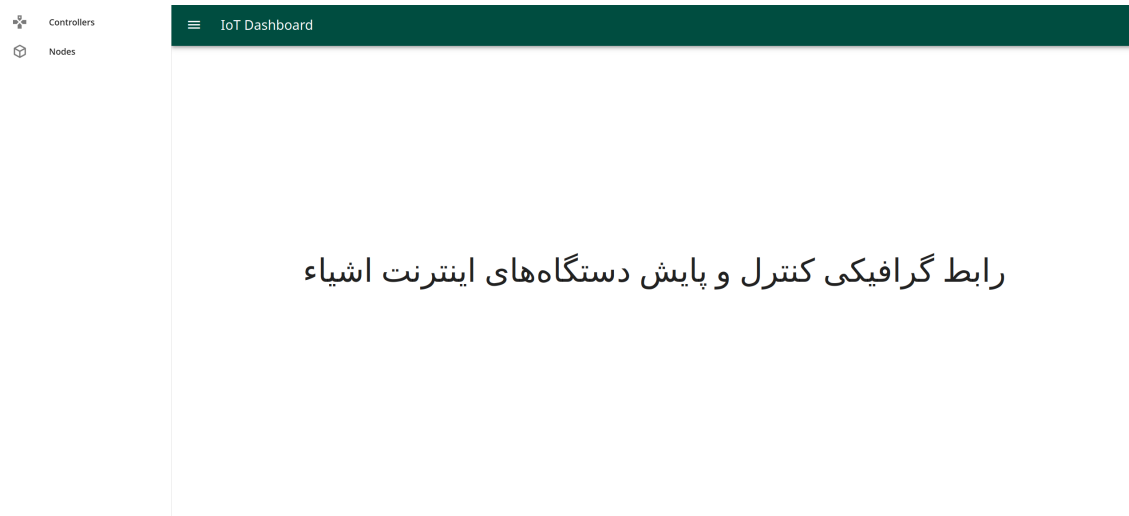 Controllers
Nodes
IoT Dashboard
رابط گرافیکی کنترل و پایش دستگاه‌های اینترنت اشیاء